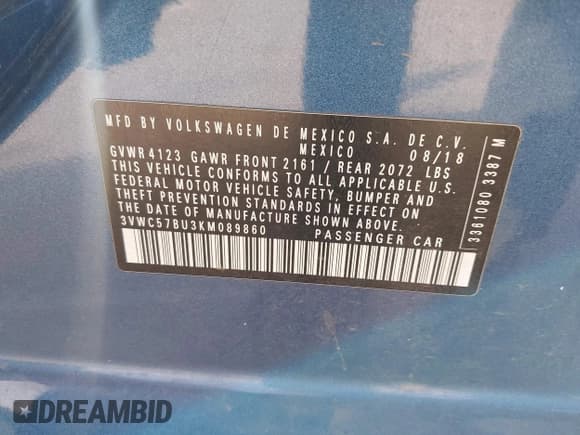 MFD BY VOLKSWAGEN DE MEXICO S.A. DE C.V.
MEXICO 08/18
GVWR 4123 GAWR FRONT 2161 / REAR 2072 LBS
THIS VEHICLE CONFORMS TO ALL APPLICABLE U.S.
FEDERAL MOTOR VEHICLE SAFETY, BUMPER AND
THEFT PREVENTION STANDARDS IN EFFECT ON
THE DATE OF MANUFACTURE SHOWN ABOVE.
3VWC57BU3KM089860 PASSENGER CAR
3361080 3387 M
DREAMBID